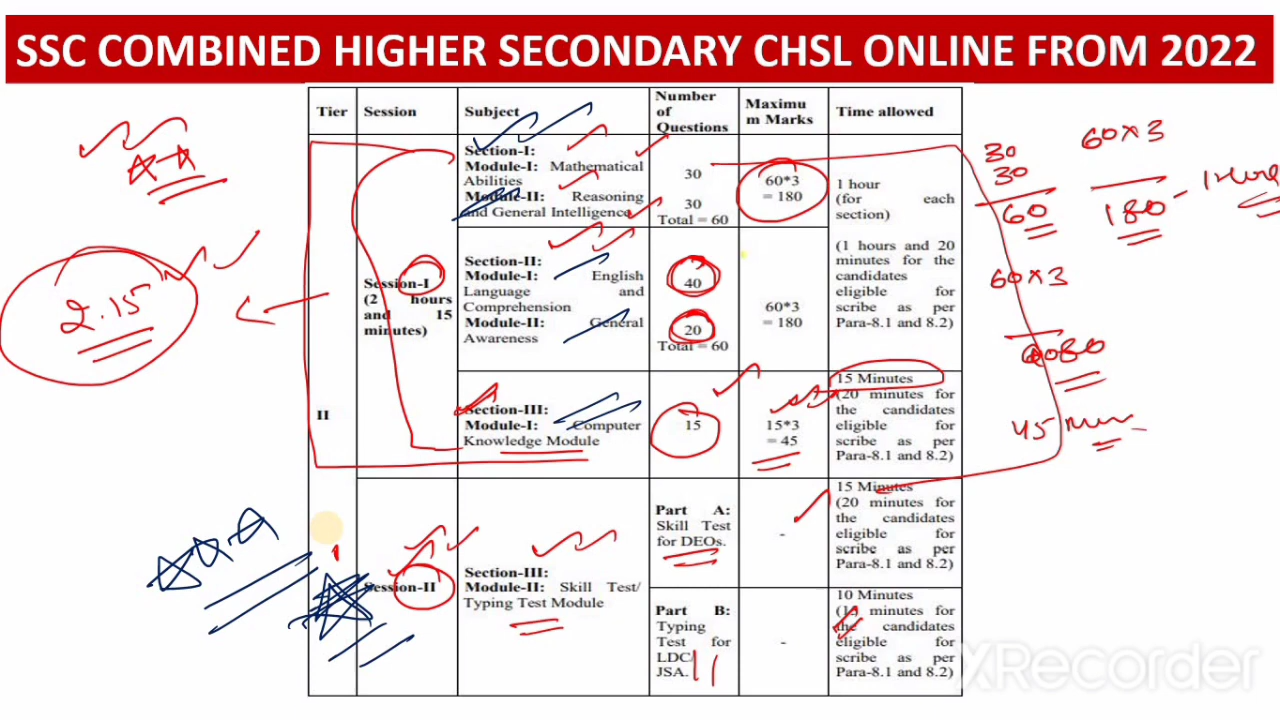 SSC COMBINED HIGHER SECONDARY CHSL ONLINE FROM 2022
Tier
Session
Subject
Number
of
Questions
Maximu
m Marks
Time allowed
II
Session-I
(2 hours
and 15
minutes)
Section-I:
Module-I: Mathematical
Abilities
Module-II: Reasoning
and General Intelligence
30
30
Total = 60
60*3
= 180
1 hour
(for each
section)
(1 hours and 20
minutes for the
candidates
eligible for
scribe as per
Para-8.1 and 8.2)
Section-II:
Module-I: English
Language and
Comprehension
Module-II: General
Awareness
40
20
Total = 60
60*3
= 180
Section-III:
Module-I: Computer
Knowledge Module
15
15*3
= 45
15 Minutes
(20 minutes for
the candidates
eligible for
scribe as per
Para-8.1 and 8.2)
Session-II
Section-III:
Module-II: Skill Test/
Typing Test Module
Part A:
Skill Test
for DEOs.
-
15 Minutes
(20 minutes for
the candidates
eligible for
scribe as per
Para-8.1 and 8.2)
Part B:
Typing
Test for
LDC/
JSA.
-
10 Minutes
(15 minutes for
the candidates
eligible for
scribe as per
Para-8.1 and 8.2)
2.15
30
30
60
60×3
180
60×3
45
XRecorder